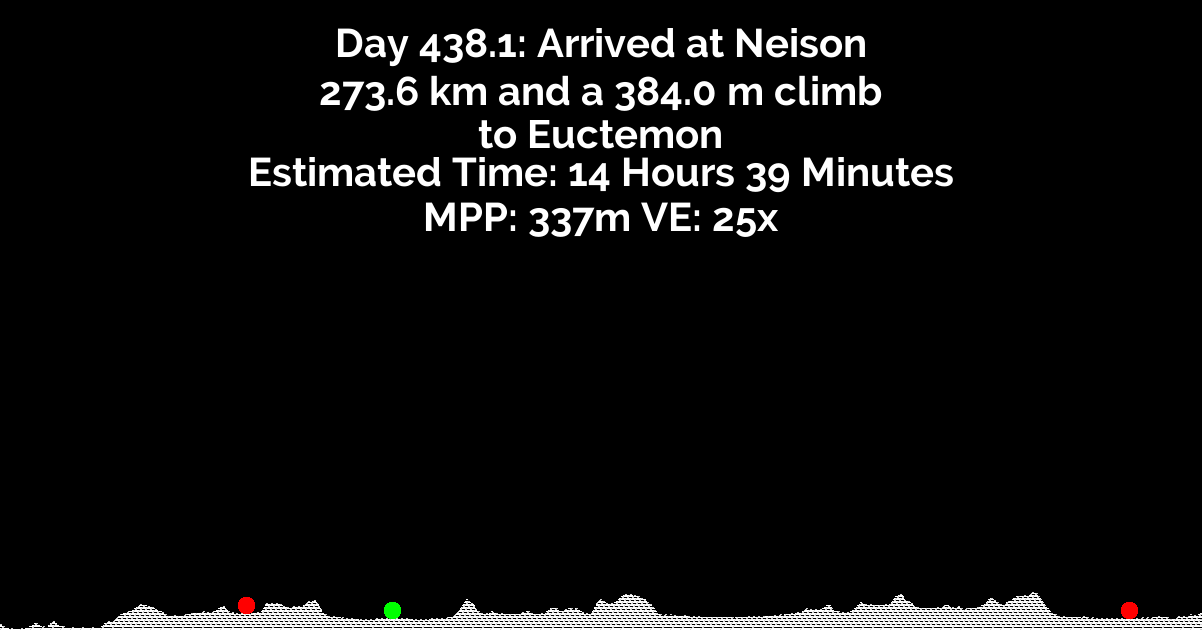 Day 438.1: Arrived at Neison
273.6 km and a 384.0 m climb
to Euctemon
Estimated Time: 14 Hours 39 Minutes
MPP: 337m VE: 25x